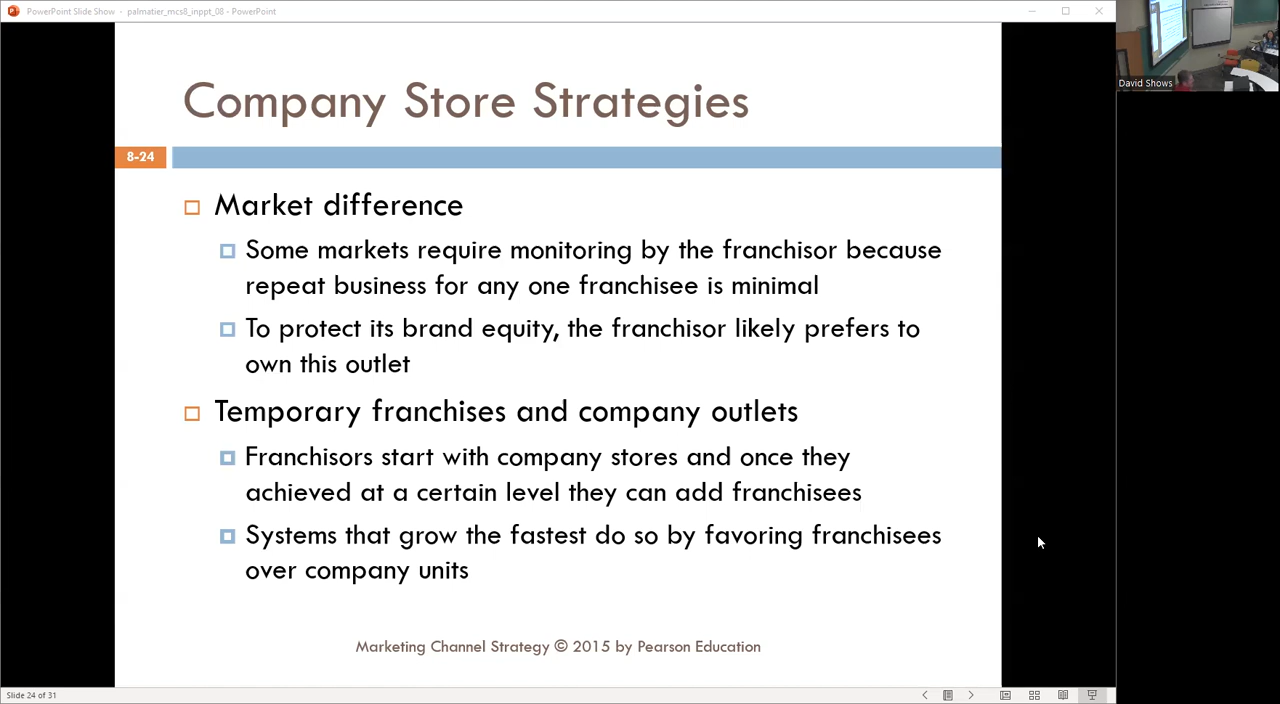 PowerPoint Slide Show - palmatier_mcs8_inppt_08 - PowerPoint
David Shows
Company Store Strategies
8-24
Market difference
Some markets require monitoring by the franchisor because
repeat business for any one franchisee is minimal
To protect its brand equity, the franchisor likely prefers to
own this outlet
Temporary franchises and company outlets
Franchisors start with company stores and once they
achieved at a certain level they can add franchisees
Systems that grow the fastest do so by favoring franchisees
over company units
Marketing Channel Strategy © 2015 by Pearson Education
Slide 24 of 31